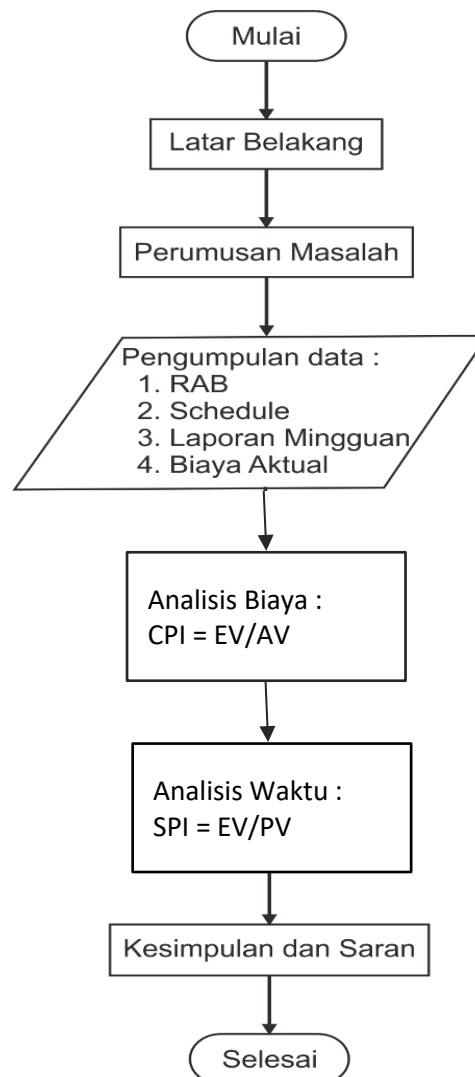 Mulai
Latar Belakang
Perumusan Masalah
Pengumpulan data :
1. RAB
2. Schedule
3. Laporan Mingguan
4. Biaya Aktual
Analisis Biaya :
CPI = EV/AV
Analisis Waktu :
SPI = EV/PV
Kesimpulan dan Saran
Selesai